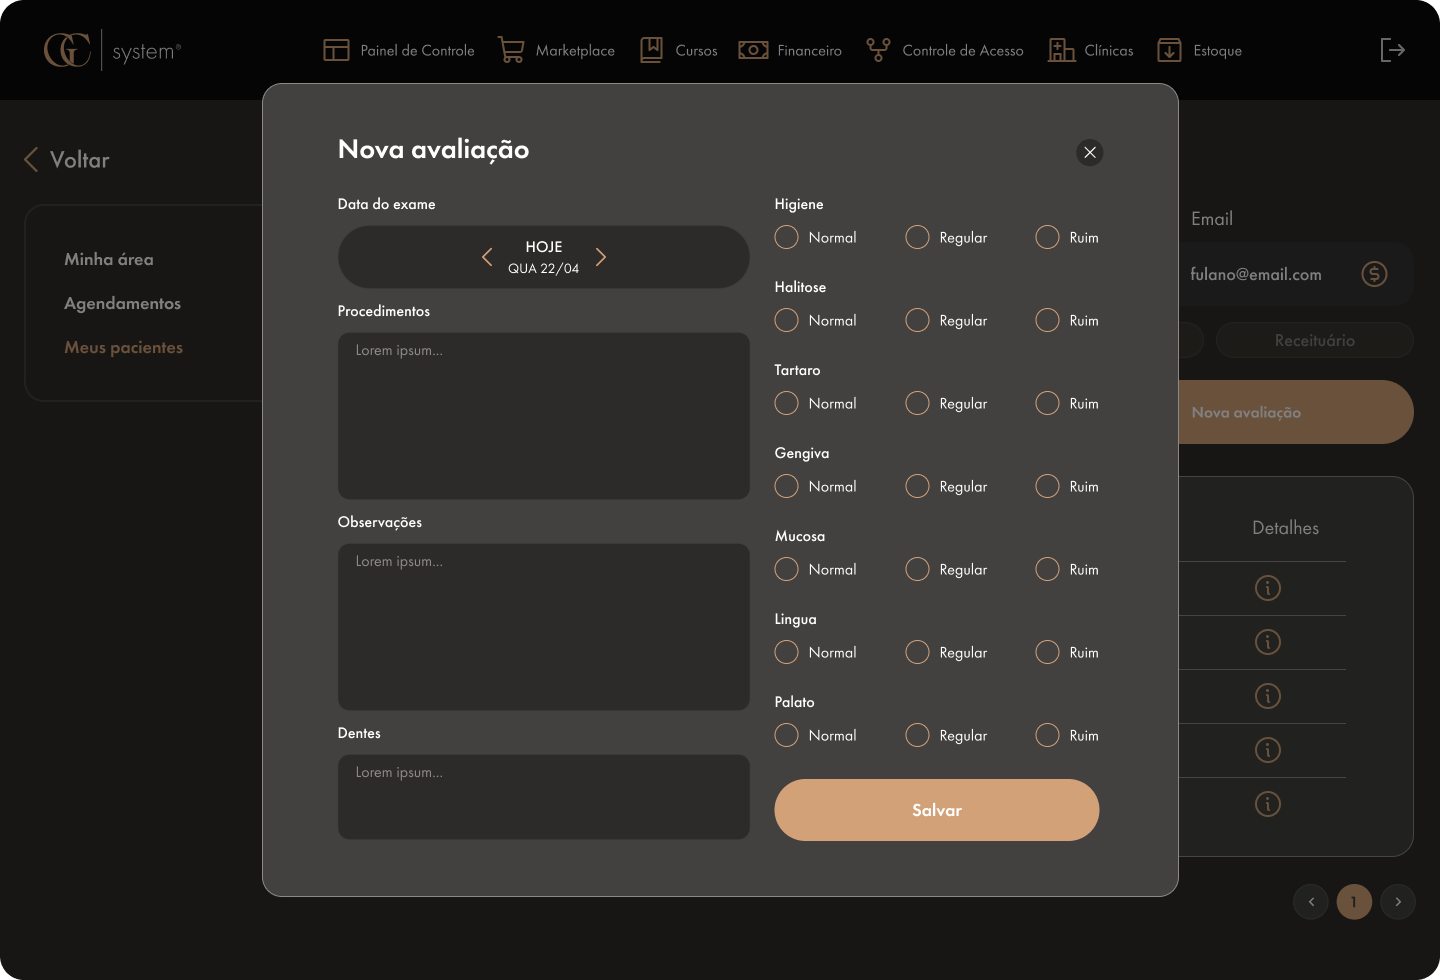 GC system®
Painel de Controle
Marketplace
Cursos
Financeiro
Controle de Acesso
Clínicas
Estoque
Voltar
Minha área
Agendamentos
Meus pacientes
Nova avaliação
Data do exame
HOJE
QUA 22/04
Procedimentos
Lorem ipsum...
Observações
Lorem ipsum...
Dentes
Lorem ipsum...
Higiene
Normal Regular Ruim
Halitose
Normal Regular Ruim
Tartaro
Normal Regular Ruim
Gengiva
Normal Regular Ruim
Mucosa
Normal Regular Ruim
Lingua
Normal Regular Ruim
Palato
Normal Regular Ruim
Salvar
Email
fulano@email.com
Receituário
Nova avaliação
Detalhes
1